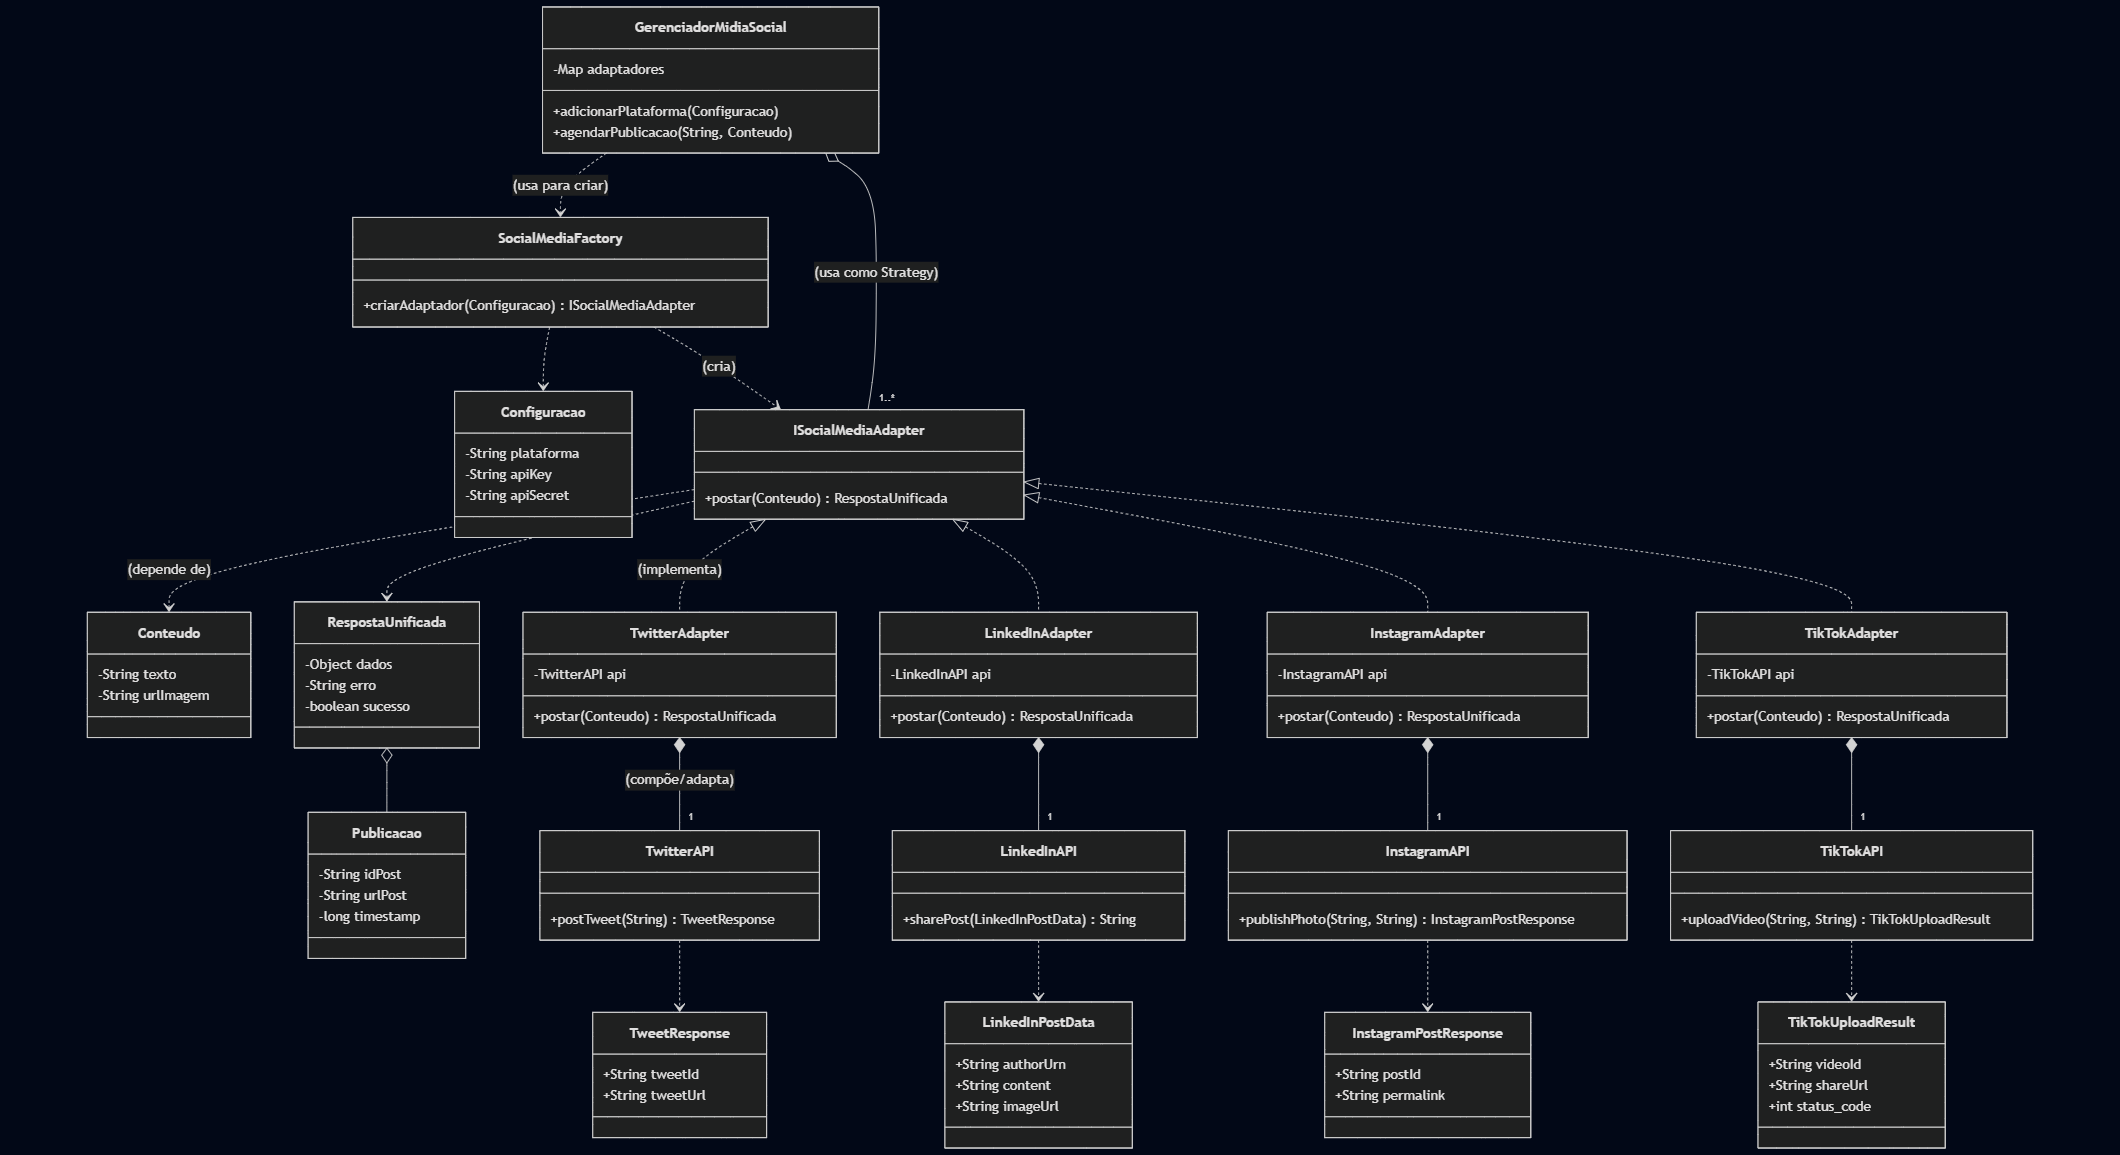 GerenciadorMidiaSocial
-Map adaptadores
+adicionarPlataforma(Configuracao)
+agendarPublicacao(String, Conteudo)
(usa para criar)
SocialMediaFactory
+criarAdaptador(Configuracao) : ISocialMediaAdapter
(usa como Strategy)
(cria)
1..*
Configuracao
-String plataforma
-String apiKey
-String apiSecret
ISocialMediaAdapter
+postar(Conteudo) : RespostaUnificada
(depende de)
(implementa)
Conteudo
-String texto
-String urlImagem
RespostaUnificada
-Object dados
-String erro
-boolean sucesso
TwitterAdapter
-TwitterAPI api
+postar(Conteudo) : RespostaUnificada
LinkedInAdapter
-LinkedInAPI api
+postar(Conteudo) : RespostaUnificada
InstagramAdapter
-InstagramAPI api
+postar(Conteudo) : RespostaUnificada
TikTokAdapter
-TikTokAPI api
+postar(Conteudo) : RespostaUnificada
(compõe/adapta)
1
1
1
1
Publicacao
-String idPost
-String urlPost
-long timestamp
TwitterAPI
+postTweet(String) : TweetResponse
LinkedInAPI
+sharePost(LinkedInPostData) : String
InstagramAPI
+publishPhoto(String, String) : InstagramPostResponse
TikTokAPI
+uploadVideo(String, String) : TikTokUploadResult
TweetResponse
+String tweetId
+String tweetUrl
LinkedInPostData
+String authorUrn
+String content
+String imageUrl
InstagramPostResponse
+String postId
+String permalink
TikTokUploadResult
+String videoId
+String shareUrl
+int status_code